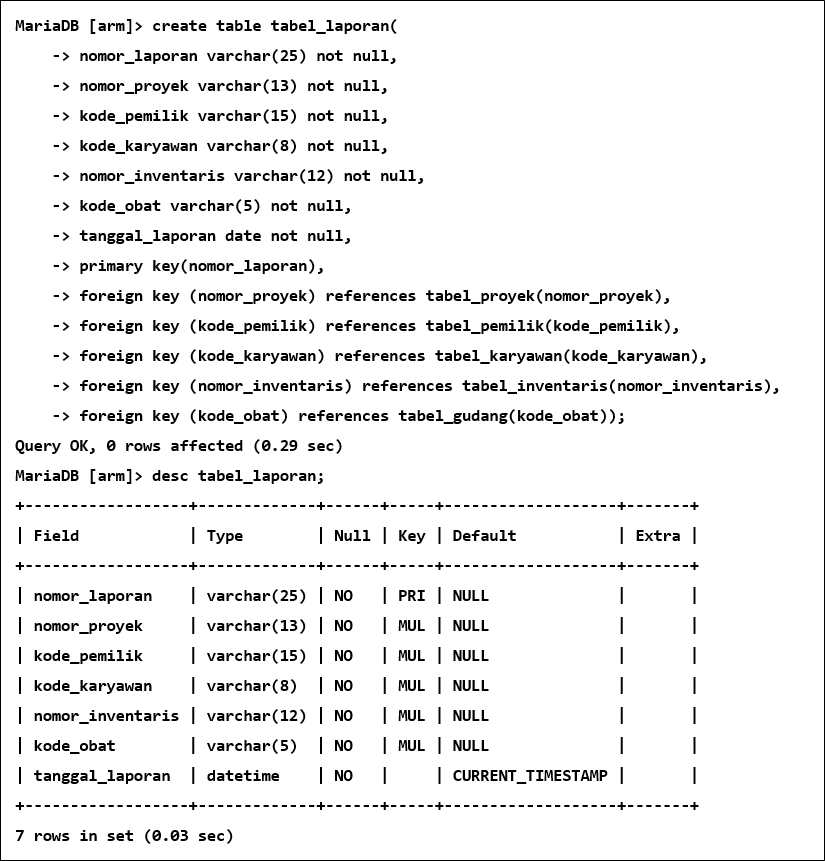 MariaDB [arm]> create table tabel_laporan(
    -> nomor_laporan varchar(25) not null,
    -> nomor_proyek varchar(13) not null,
    -> kode_pemilik varchar(15) not null,
    -> kode_karyawan varchar(8) not null,
    -> nomor_inventaris varchar(12) not null,
    -> kode_obat varchar(5) not null,
    -> tanggal_laporan date not null,
    -> primary key(nomor_laporan),
    -> foreign key (nomor_proyek) references tabel_proyek(nomor_proyek),
    -> foreign key (kode_pemilik) references tabel_pemilik(kode_pemilik),
    -> foreign key (kode_karyawan) references tabel_karyawan(kode_karyawan),
    -> foreign key (nomor_inventaris) references tabel_inventaris(nomor_inventaris),
    -> foreign key (kode_obat) references tabel_gudang(kode_obat));
Query OK, 0 rows affected (0.29 sec)
MariaDB [arm]> desc tabel_laporan;
+------------------+-------------+------+-----+-------------------+-------+
| Field            | Type        | Null | Key | Default           | Extra |
+------------------+-------------+------+-----+-------------------+-------+
| nomor_laporan    | varchar(25) | NO   | PRI | NULL              |       |
| nomor_proyek     | varchar(13) | NO   | MUL | NULL              |       |
| kode_pemilik     | varchar(15) | NO   | MUL | NULL              |       |
| kode_karyawan    | varchar(8)  | NO   | MUL | NULL              |       |
| nomor_inventaris | varchar(12) | NO   | MUL | NULL              |       |
| kode_obat        | varchar(5)  | NO   | MUL | NULL              |       |
| tanggal_laporan  | datetime    | NO   |     | CURRENT_TIMESTAMP |       |
+------------------+-------------+------+-----+-------------------+-------+
7 rows in set (0.03 sec)